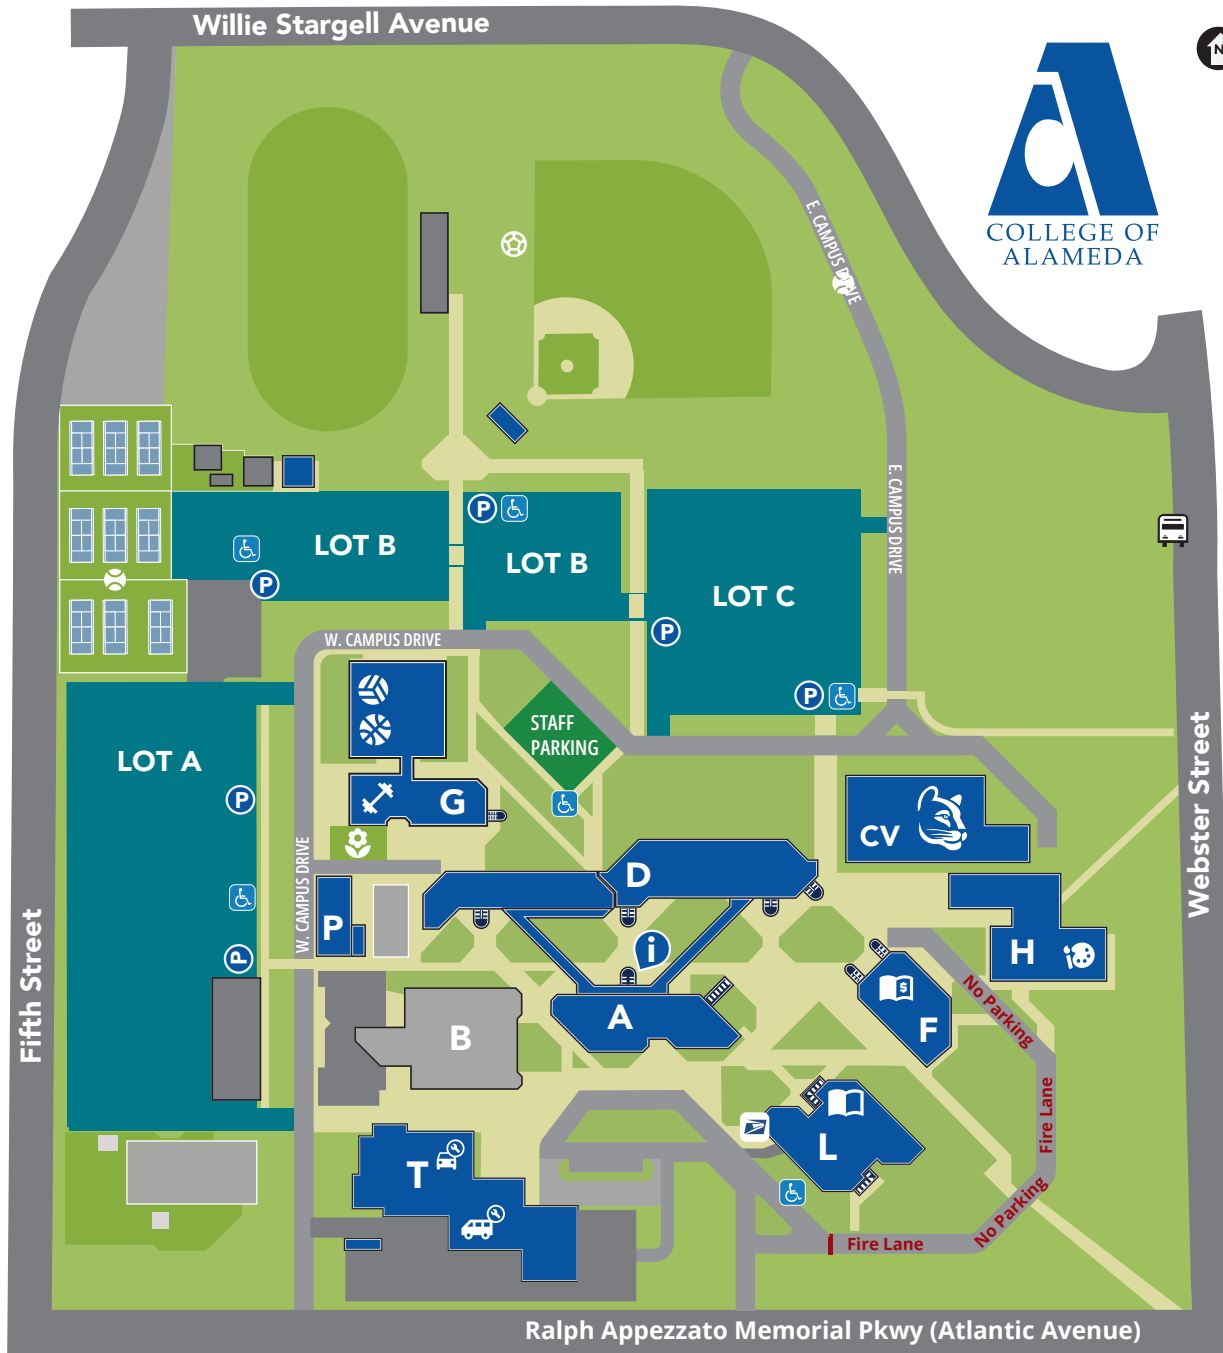 Willie Stargell Avenue
N
COLLEGE OF
ALAMEDA
E. CAMPUS DRIVE
E. CAMPUS DRIVE
P
LOT B
LOT B
P
LOT C
P
W. CAMPUS DRIVE
P
STAFF
PARKING
LOT A
P
G
CV
Webster Street
W. CAMPUS DRIVE
D
P
H
i
P
$
No Parking
A
F
B
Fifth Street
Fire Lane
L
T
No Parking
Fire Lane
Ralph Appezzato Memorial Pkwy (Atlantic Avenue)